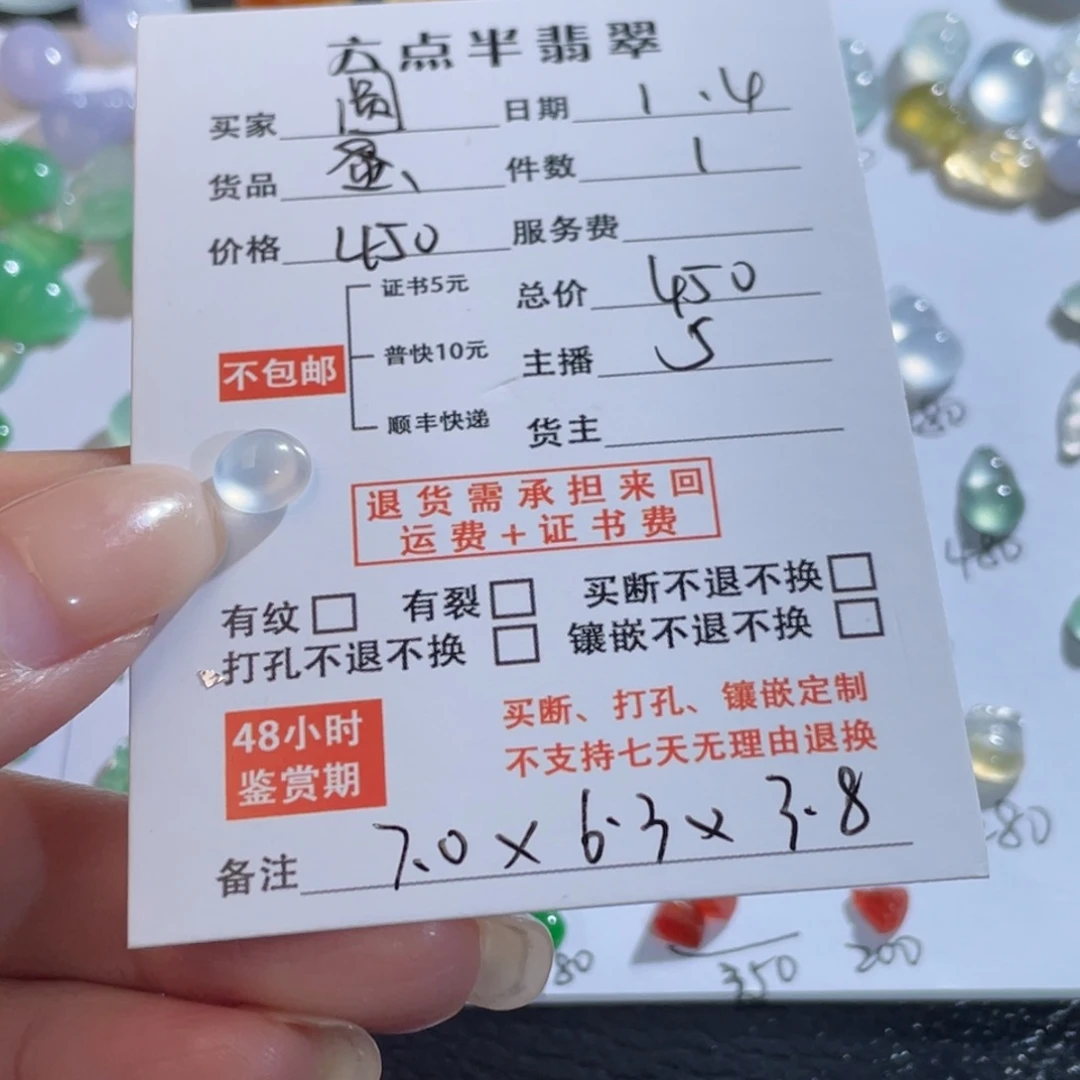 六点半翡翠
买家 圆 日期 1.4
货品 蛋、 件数 1
价格 450 服务费
证书5元 总价 450
不包邮 普快10元 主播 5
顺丰快递 货主
退货需承担来回
运费+证书费
有纹□ 有裂□ 买断不退不换□
打孔不退不换□ 镶嵌不退不换□
48小时 买断、打孔、镶嵌定制
鉴赏期 不支持七天无理由退换
备注 7.0×6.3×3.8
480
350
200